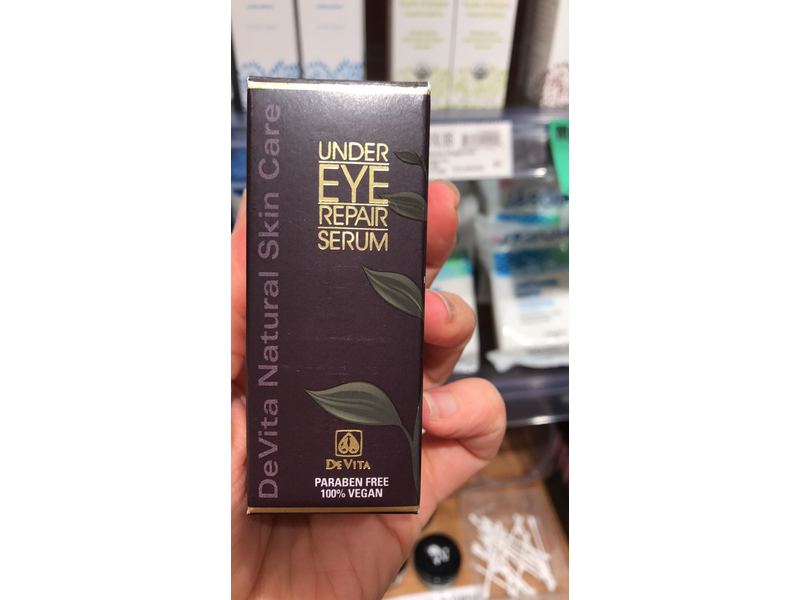 DeVita Natural Skin Care
UNDER
EYE
REPAIR
SERUM
DEVITA
PARABEN FREE
100% VEGAN